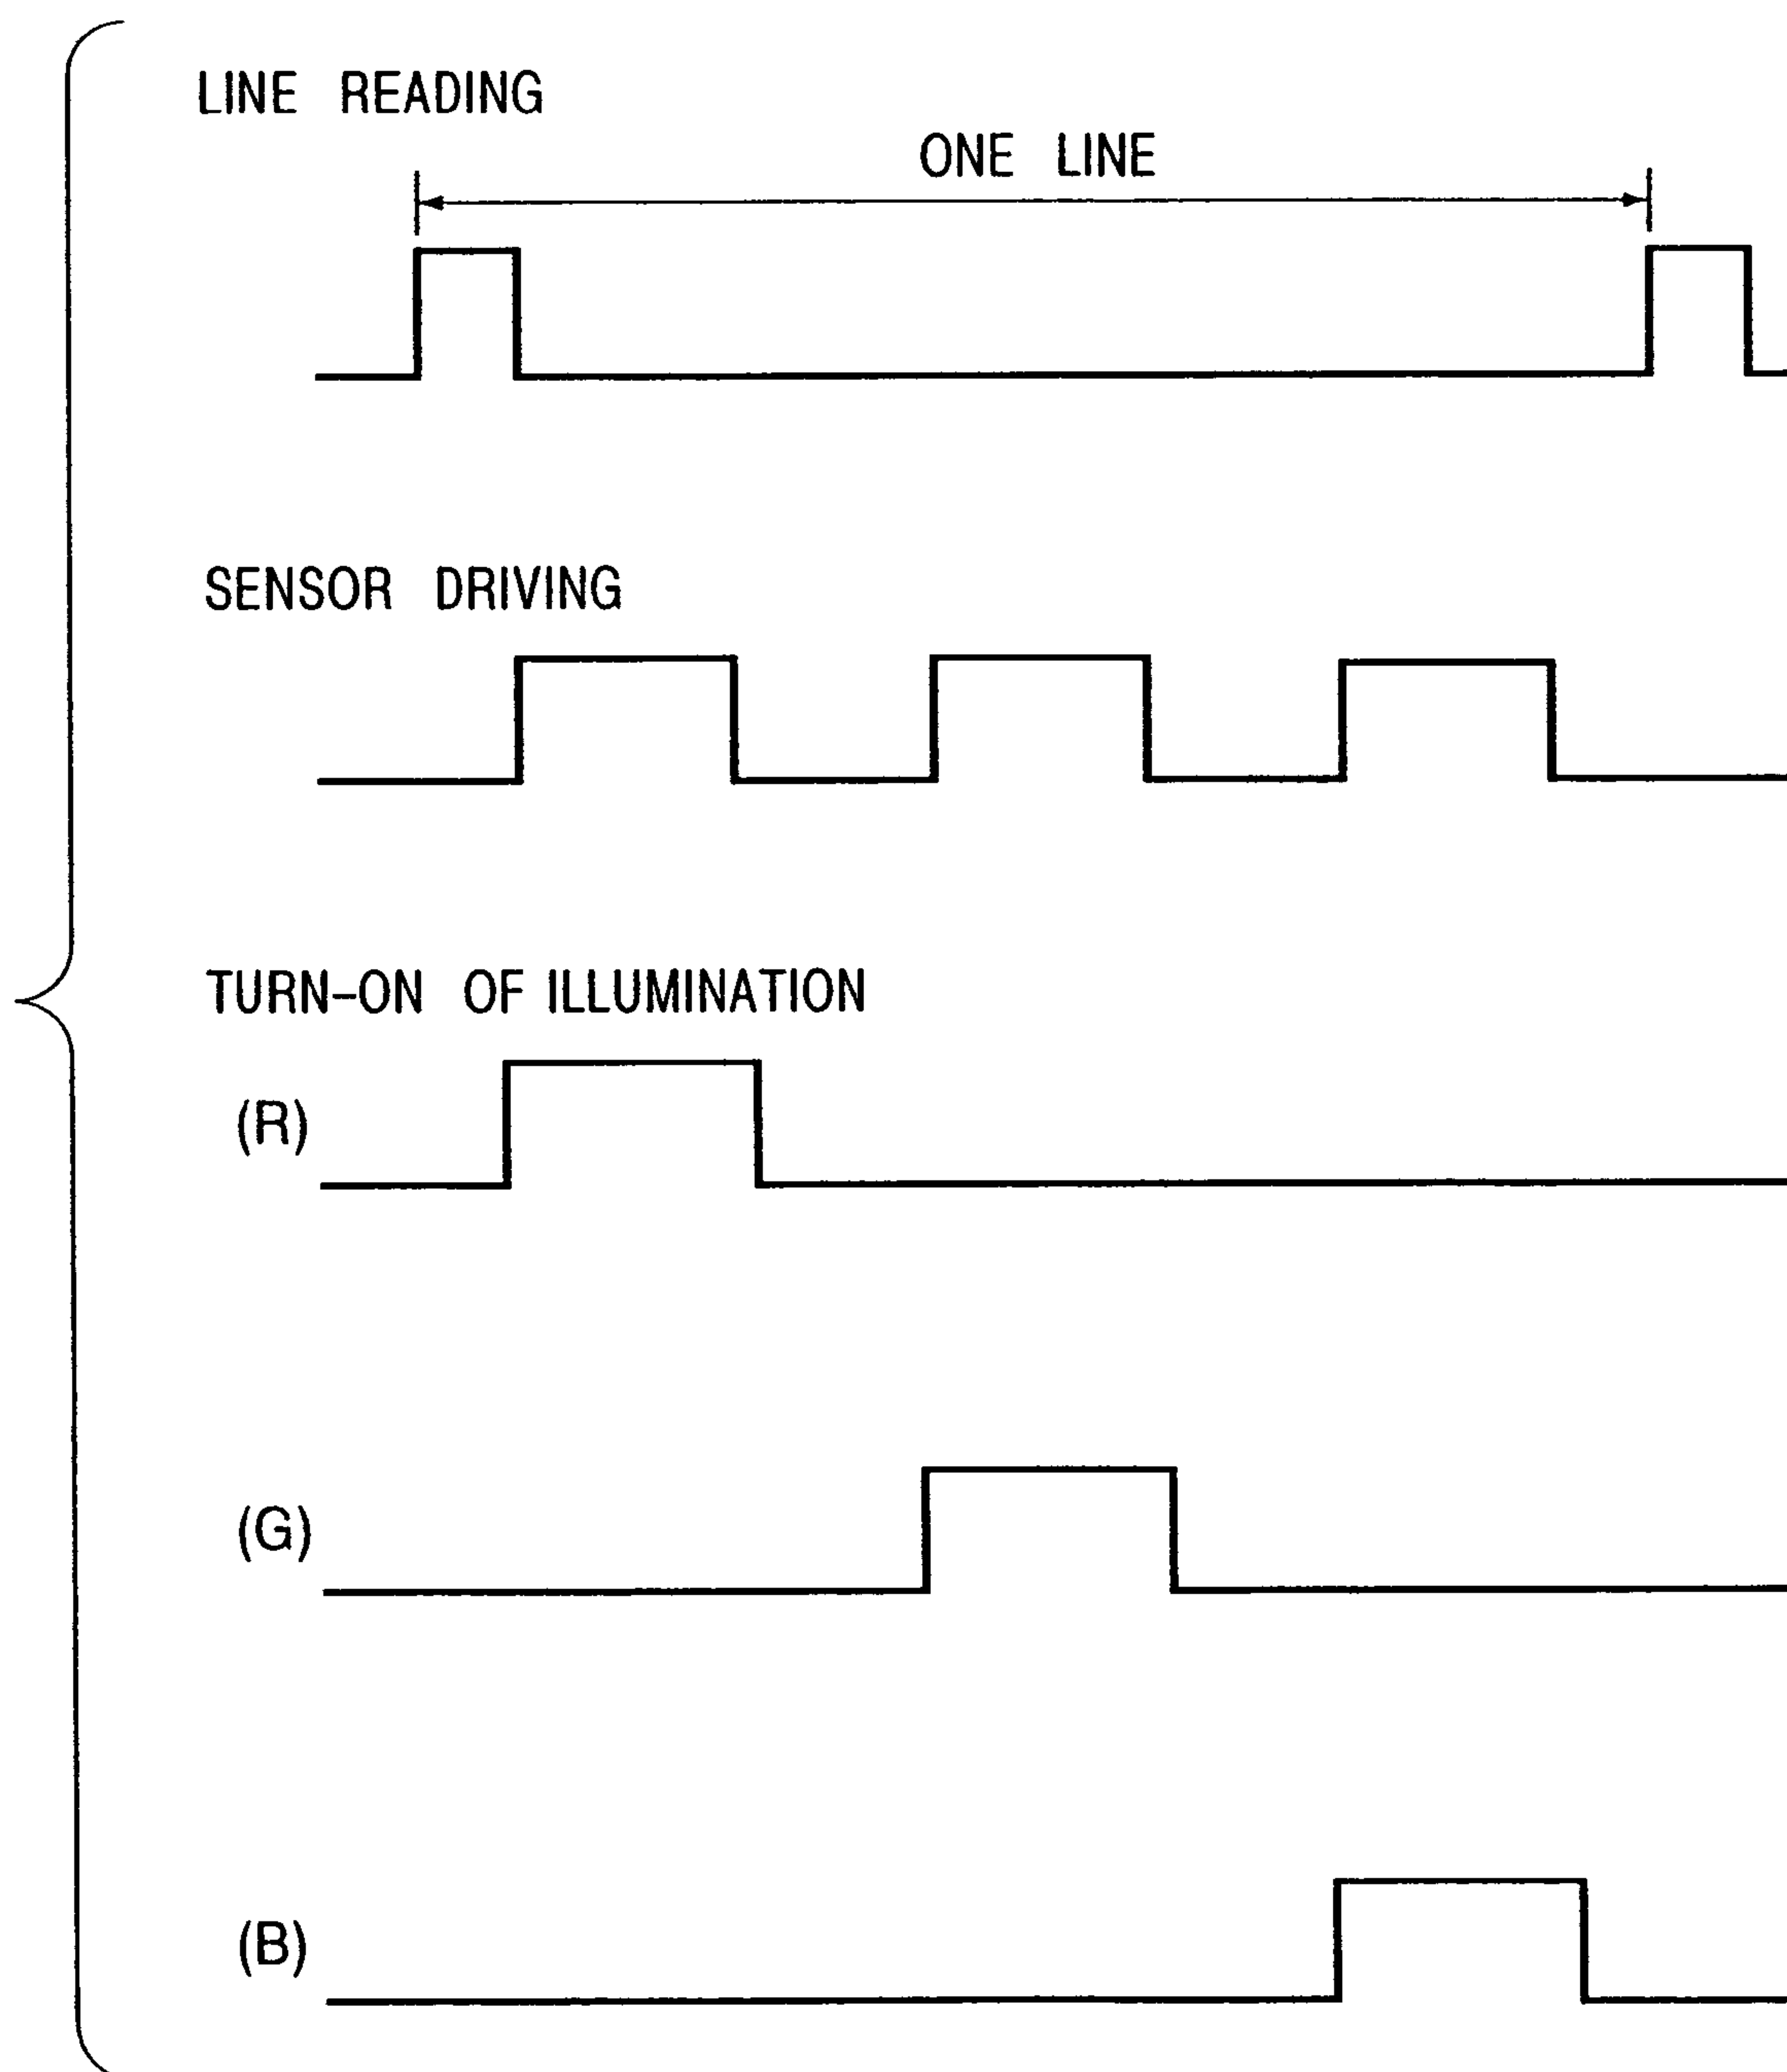 LINE READING
ONE LINE
SENSOR DRIVING
TURN-ON OF ILLUMINATION
(R)
(G)
(B)